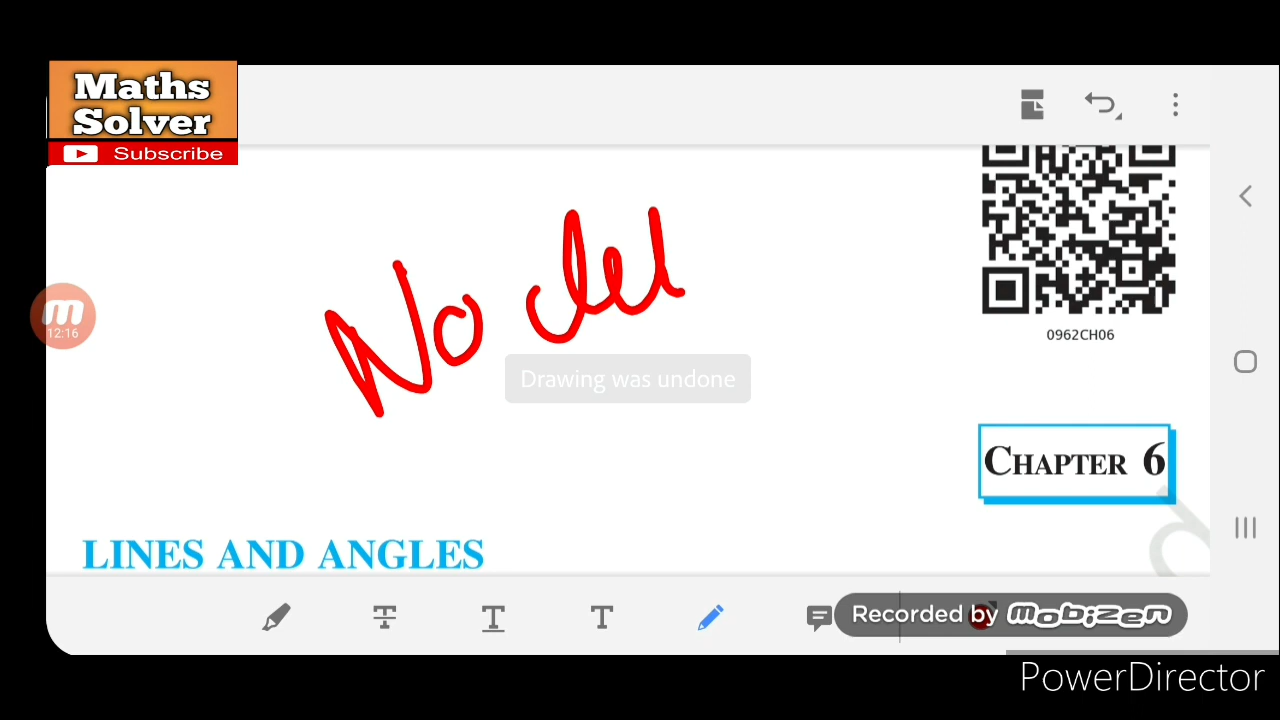 Maths
Solver
Subscribe
12:16
No
Drawing was undone
0962CH06
CHAPTER 6
LINES AND ANGLES
T
T
T
Recorded by mobizen
PowerDirector